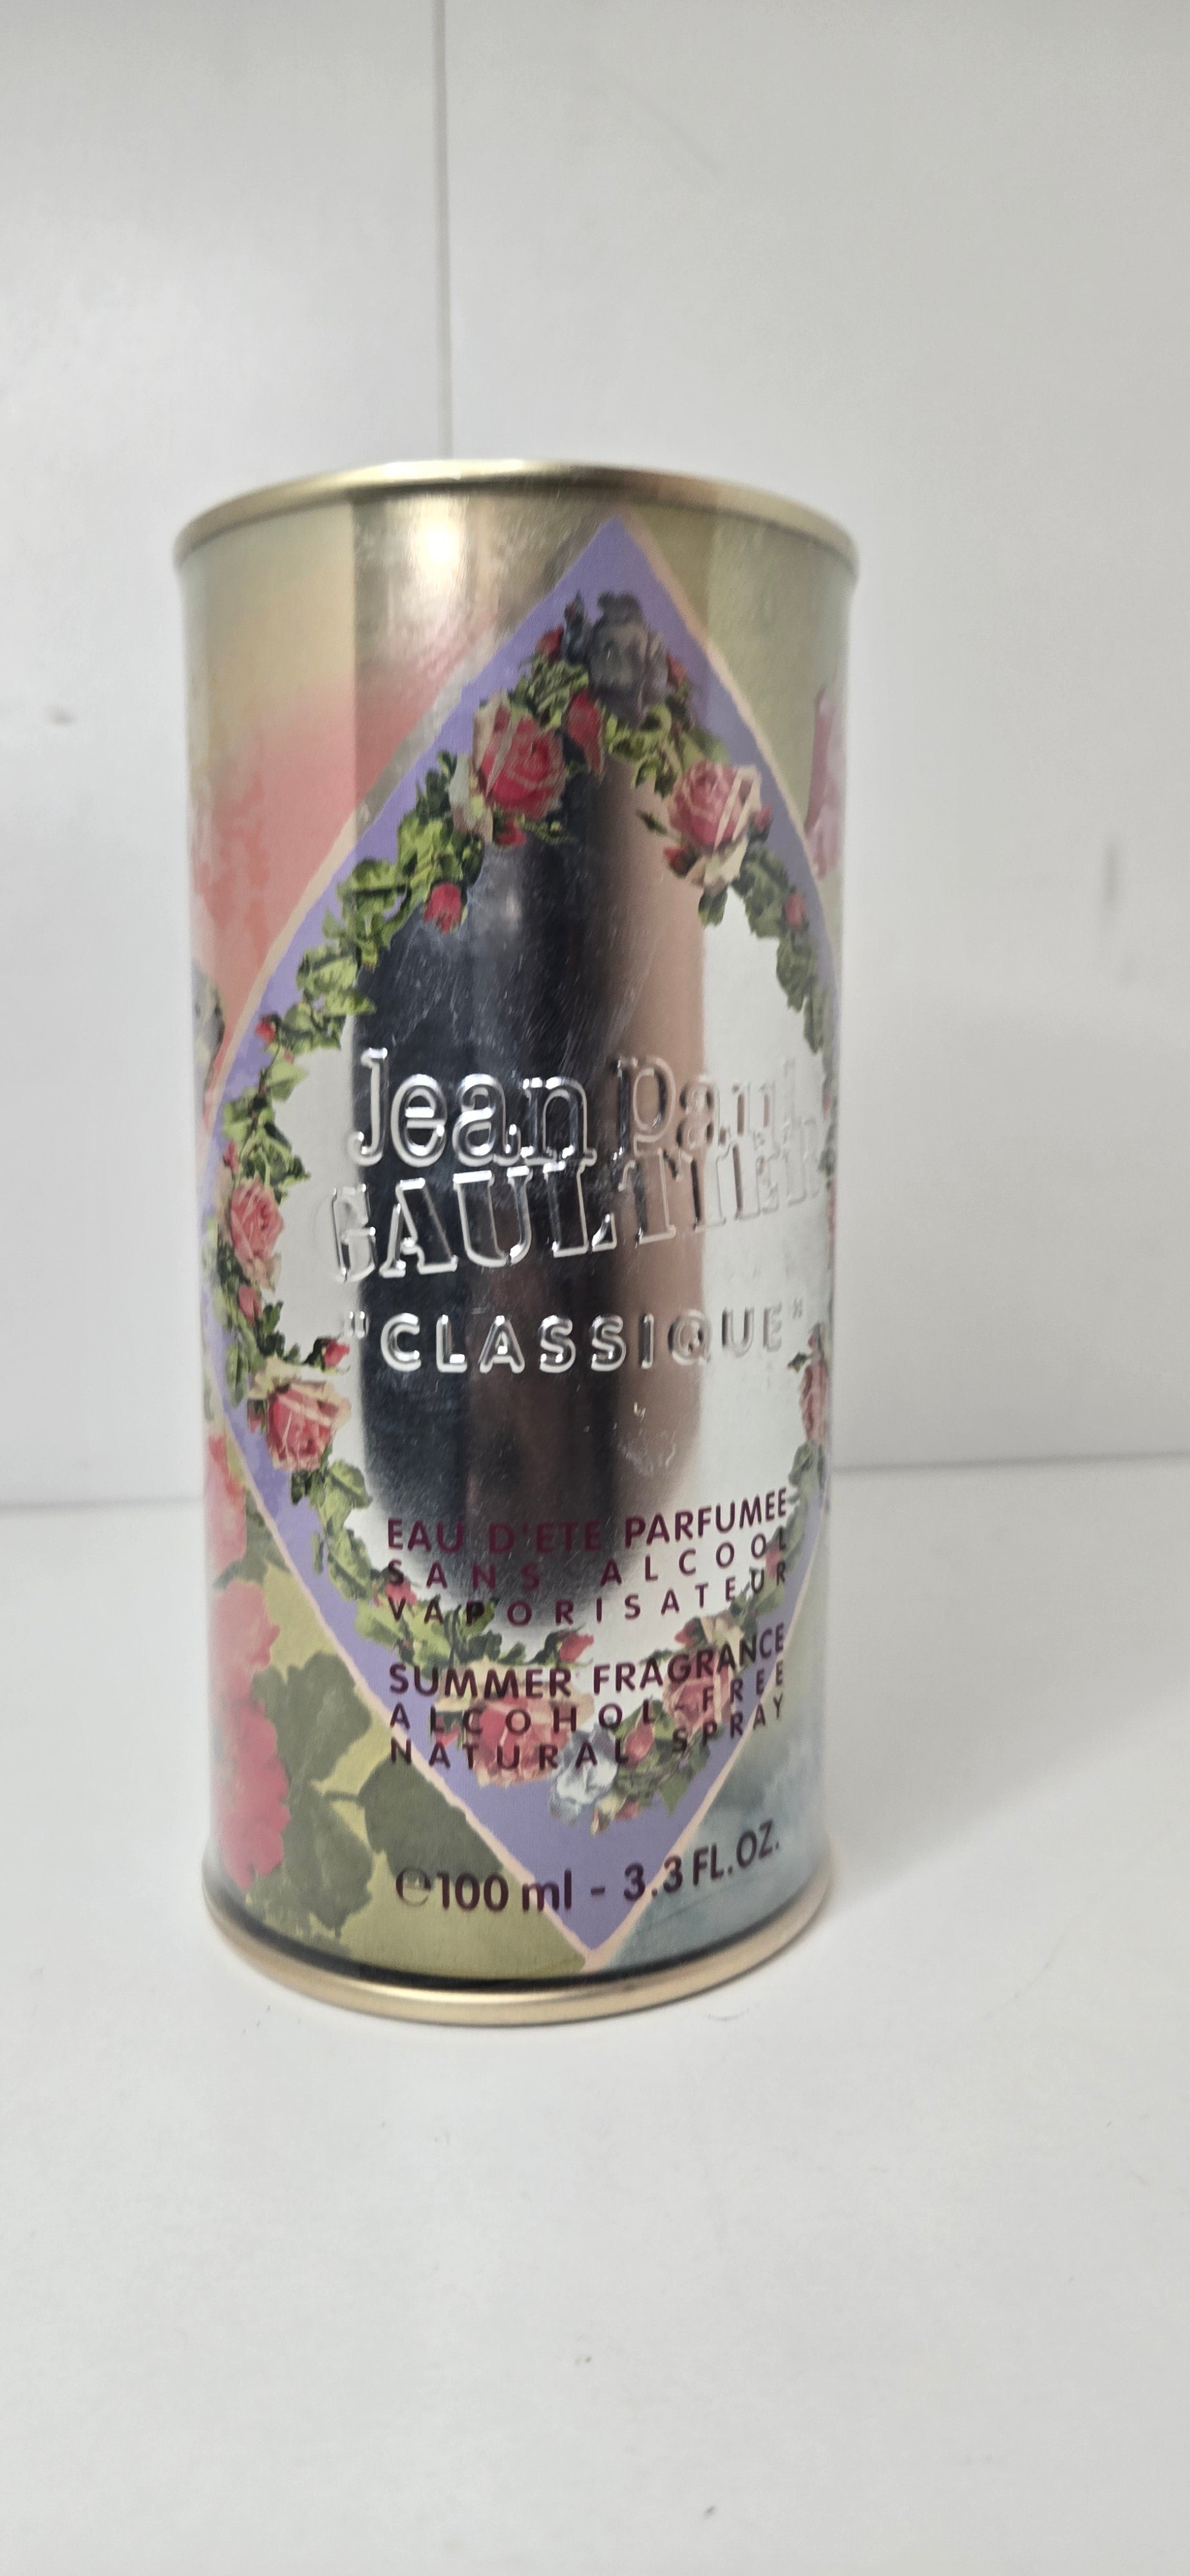 Jean Paul
GAULTIER
"CLASSIQUE"
EAU D'ETE PARFUMEE
SANS ALCOOL
VAPORISATEUR
SUMMER FRAGRANCE
ALCOHOL-FREE
NATURAL SPRAY
℮100 ml - 3.3 FL.OZ.